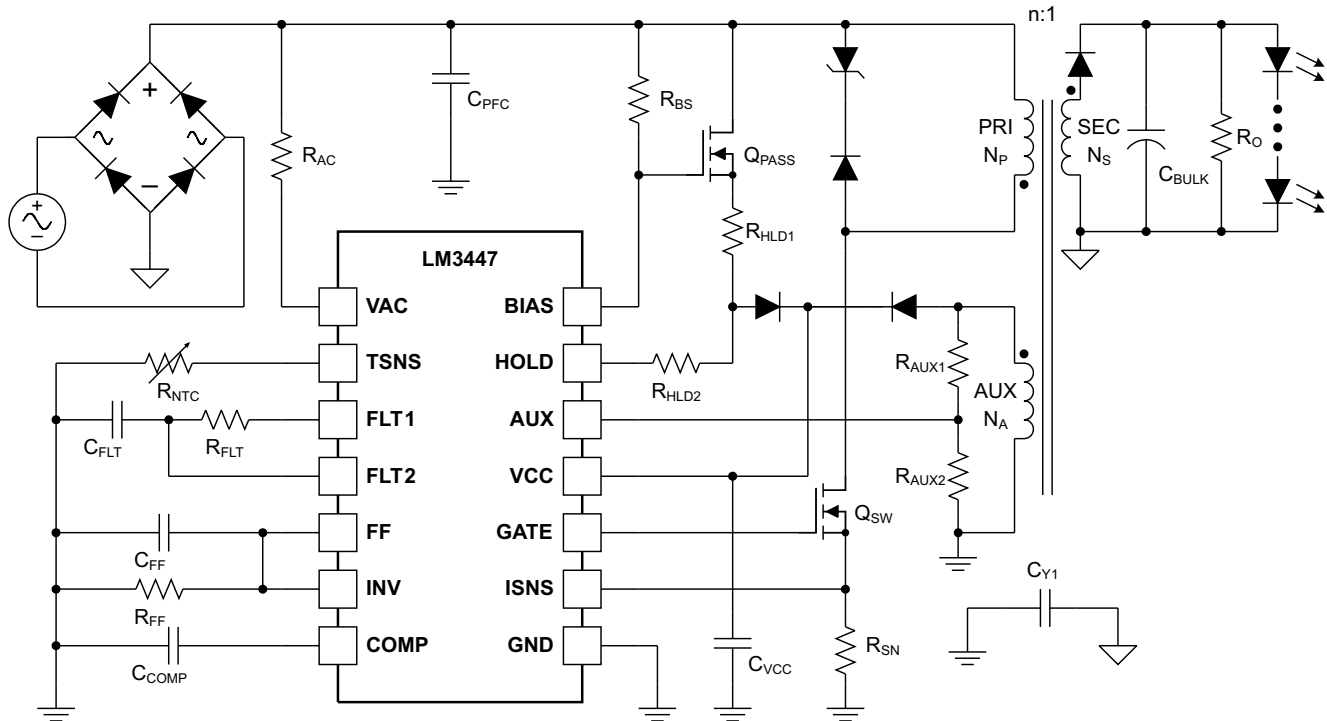 n:1
C_PFC
R_BS
R_AC
Q_PASS
PRI
N_P
SEC
N_S
C_BULK
R_O
+
−
+
−
R_HLD1
LM3447
VAC
BIAS
TSNS
HOLD
R_NTC
R_HLD2
R_AUX1
AUX
N_A
FLT1
AUX
C_FLT
R_FLT
FLT2
VCC
R_AUX2
Q_SW
FF
GATE
C_FF
INV
ISNS
R_FF
C_Y1
COMP
GND
C_COMP
C_VCC
R_SN